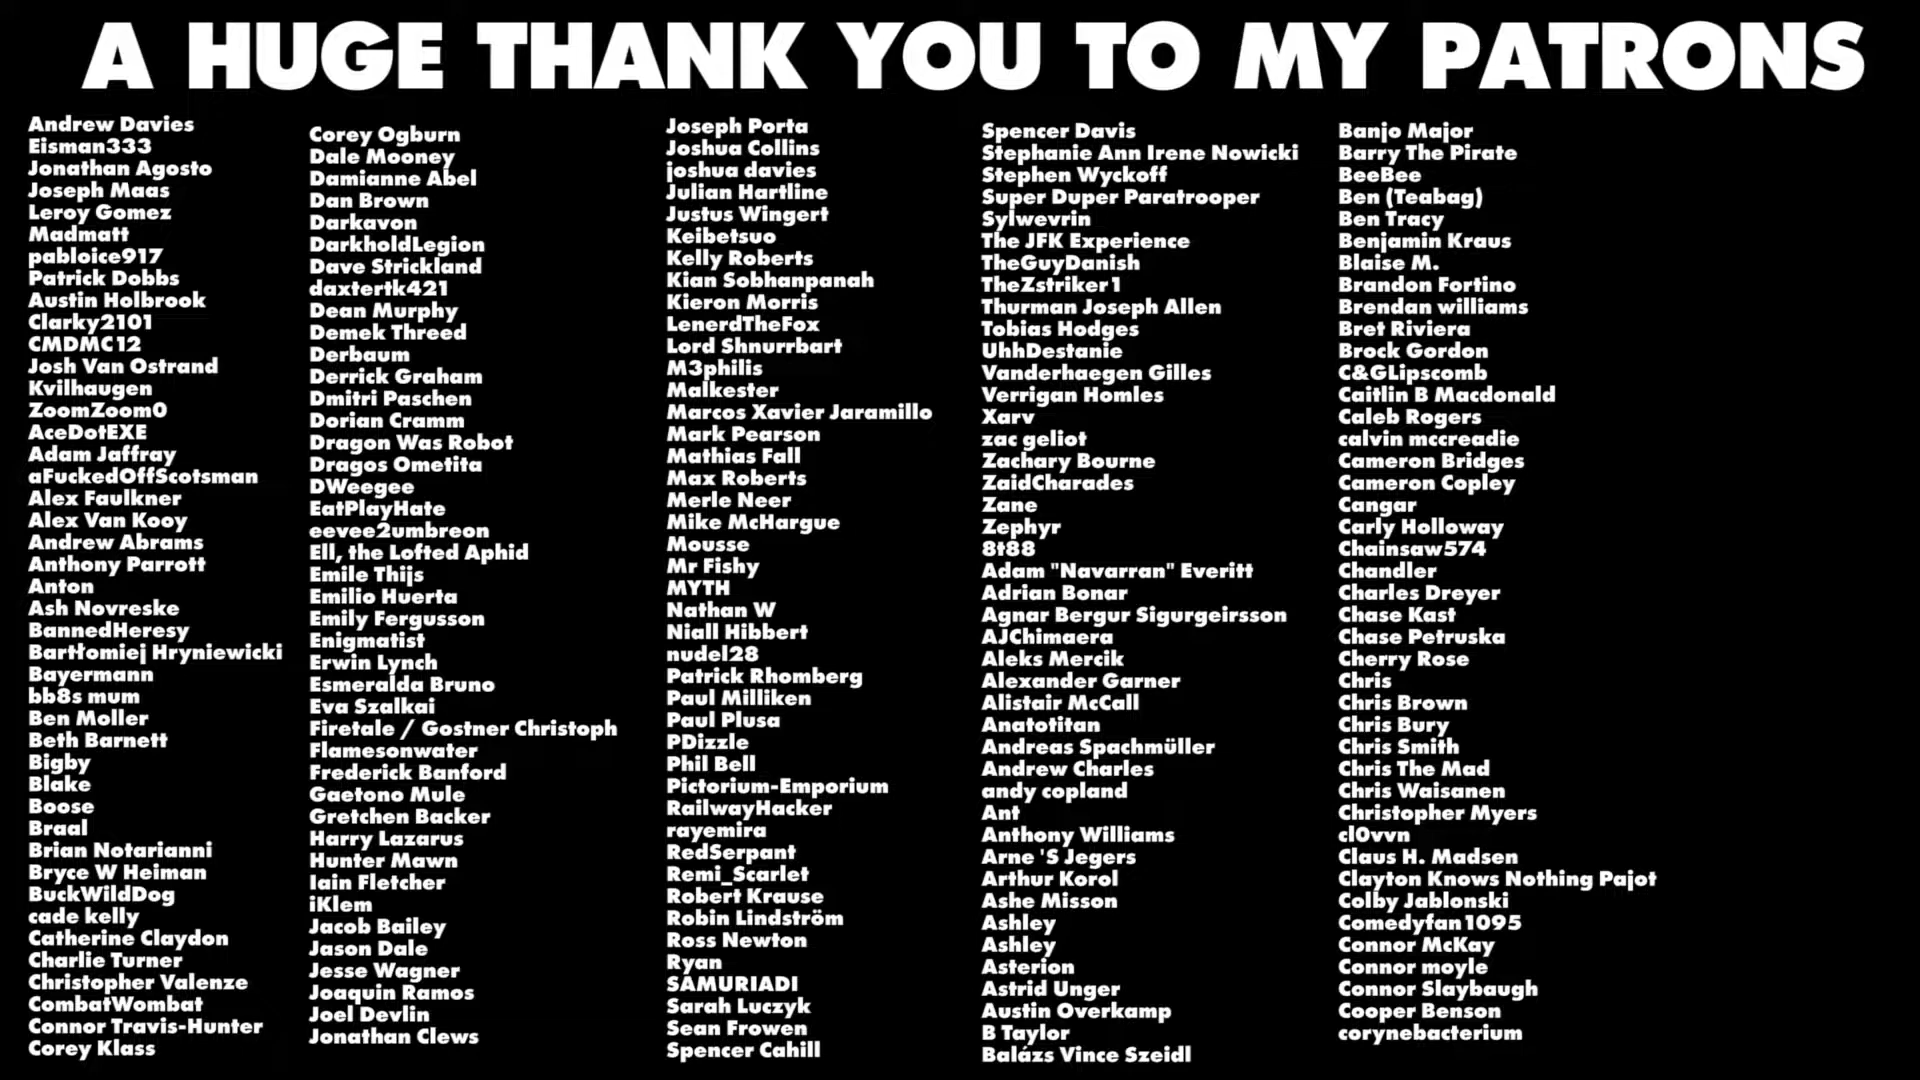 A HUGE THANK YOU TO MY PATRONS
Andrew Davies
Eisman333
Jonathan Agosto
Joseph Maas
Leroy Gomez
Madmatt
pabloice917
Patrick Dobbs
Austin Holbrook
Clarky2101
CMDMC12
Josh Van Ostrand
Kvilhaugen
ZoomZoom0
AceDotEXE
Adam Jaffray
aFuckedOffScotsman
Alex Faulkner
Alex Van Kooy
Andrew Abrams
Anthony Parrott
Anton
Ash Novreske
BannedHeresy
Bartłomiej Hryniewicki
Bayermann
bb8s mum
Ben Moller
Beth Barnett
Bigby
Blake
Boose
Braal
Brian Notarianni
Bryce W Heiman
BuckWildDog
cade kelly
Catherine Claydon
Charlie Turner
Christopher Valenze
CombatWombat
Connor Travis-Hunter
Corey Klass
Corey Ogburn
Dale Mooney
Damianne Abel
Dan Brown
Darkavon
DarkholdLegion
Dave Strickland
daxtertk421
Dean Murphy
Demek Threed
Derbaum
Derrick Graham
Dmitri Paschen
Dorian Cramm
Dragon Was Robot
Dragos Ometita
DWeegee
EatPlayHate
eevee2umbreon
Ell, the Lofted Aphid
Emile Thijs
Emilio Huerta
Emily Fergusson
Enigmatist
Erwin Lynch
Esmeralda Bruno
Eva Szalkai
Firetale / Gostner Christoph
Flamesonwater
Frederick Banford
Gaetono Mule
Gretchen Backer
Harry Lazarus
Hunter Mawn
Iain Fletcher
iKlem
Jacob Bailey
Jason Dale
Jesse Wagner
Joaquin Ramos
Joel Devlin
Jonathan Clews
Joseph Porta
Joshua Collins
joshua davies
Julian Hartline
Justus Wingert
Keibetsuo
Kelly Roberts
Kian Sobhanpanah
Kieron Morris
LenerdTheFox
Lord Shnurrbart
M3philis
Malkester
Marcos Xavier Jaramillo
Mark Pearson
Mathias Fall
Max Roberts
Merle Neer
Mike McHargue
Mousse
Mr Fishy
MYTH
Nathan W
Niall Hibbert
nudel28
Patrick Rhomberg
Paul Milliken
Paul Plusa
PDizzle
Phil Bell
Pictorium-Emporium
RailwayHacker
rayemira
RedSerpant
Remi_Scarlet
Robert Krause
Robin Lindström
Ross Newton
Ryan
SAMURIADI
Sarah Luczyk
Sean Frowen
Spencer Cahill
Spencer Davis
Stephanie Ann Irene Nowicki
Stephen Wyckoff
Super Duper Paratrooper
Sylwevrin
The JFK Experience
TheGuyDanish
TheZstriker1
Thurman Joseph Allen
Tobias Hodges
UhhDestanie
Vanderhaegen Gilles
Verrigan Homles
Xarv
zac geliot
Zachary Bourne
ZaidCharades
Zane
Zephyr
8t88
Adam "Navarran" Everitt
Adrian Bonar
Agnar Bergur Sigurgeirsson
AJChimaera
Aleks Mercik
Alexander Garner
Alistair McCall
Anatotitan
Andreas Spachmüller
Andrew Charles
andy copland
Ant
Anthony Williams
Arne 'S Jegers
Arthur Korol
Ashe Misson
Ashley
Ashley
Asterion
Astrid Unger
Austin Overkamp
B Taylor
Balázs Vince Szeidl
Banjo Major
Barry The Pirate
BeeBee
Ben (Teabag)
Ben Tracy
Benjamin Kraus
Blaise M.
Brandon Fortino
Brendan williams
Bret Riviera
Brock Gordon
C&GLipscomb
Caitlin B Macdonald
Caleb Rogers
calvin mccreadie
Cameron Bridges
Cameron Copley
Cangar
Carly Holloway
Chainsaw574
Chandler
Charles Dreyer
Chase Kast
Chase Petruska
Cherry Rose
Chris
Chris Brown
Chris Bury
Chris Smith
Chris The Mad
Chris Waisanen
Christopher Myers
cl0vvn
Claus H. Madsen
Clayton Knows Nothing Pajot
Colby Jablonski
Comedyfan1095
Connor McKay
Connor moyle
Connor Slaybaugh
Cooper Benson
corynebacterium